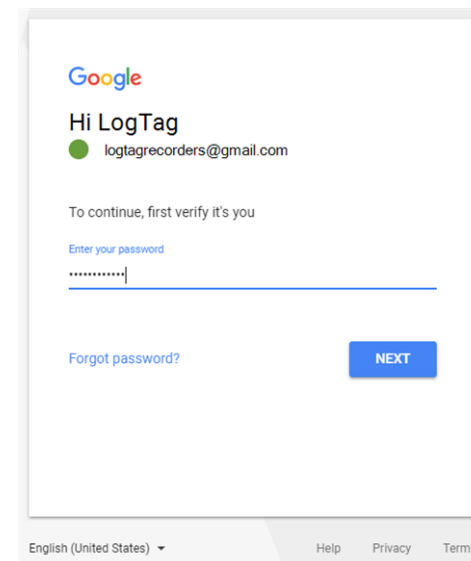 Google
Hi LogTag
logtagrecorders@gmail.com
To continue, first verify it's you
Enter your password
••••••••••••
Forgot password?
NEXT
English (United States)
Help Privacy Term